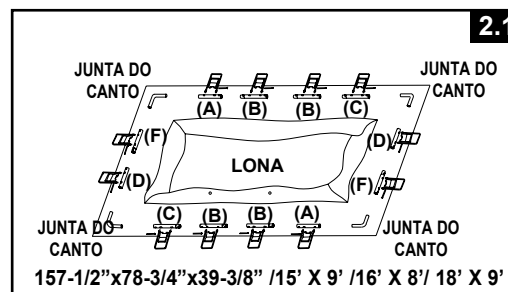 2.1
JUNTA DO
CANTO
JUNTA DO
CANTO
(A) (B) (B) (C)
(F)
(D)
LONA
(D)
(F)
(C) (B) (B) (A)
JUNTA DO
CANTO
JUNTA DO
CANTO
157-1/2”x78-3/4”x39-3/8” /15’ X 9’ /16’ X 8’/ 18’ X 9’